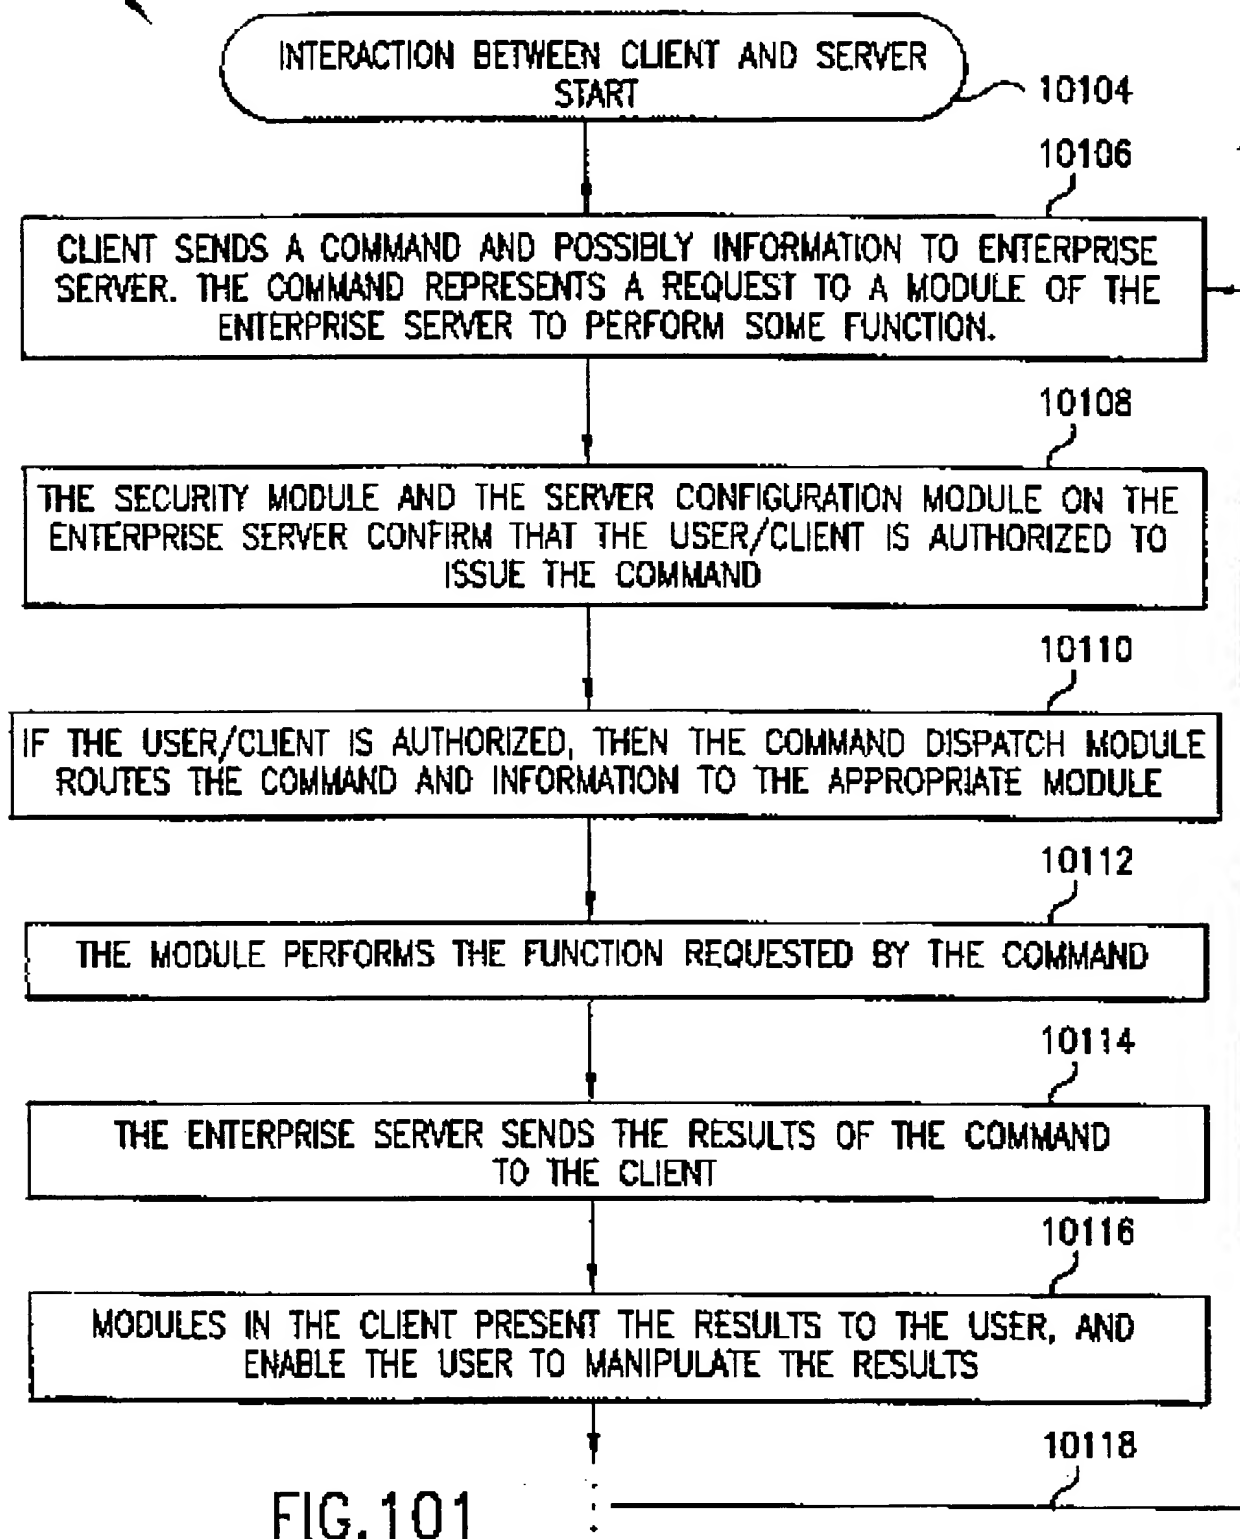 INTERACTION BETWEEN CLIENT AND SERVER
START
10104
10106
CLIENT SENDS A COMMAND AND POSSIBLY INFORMATION TO ENTERPRISE
SERVER. THE COMMAND REPRESENTS A REQUEST TO A MODULE OF THE
ENTERPRISE SERVER TO PERFORM SOME FUNCTION.
10108
THE SECURITY MODULE AND THE SERVER CONFIGURATION MODULE ON THE
ENTERPRISE SERVER CONFIRM THAT THE USER/CLIENT IS AUTHORIZED TO
ISSUE THE COMMAND
10110
IF THE USER/CLIENT IS AUTHORIZED, THEN THE COMMAND DISPATCH MODULE
ROUTES THE COMMAND AND INFORMATION TO THE APPROPRIATE MODULE
10112
THE MODULE PERFORMS THE FUNCTION REQUESTED BY THE COMMAND
10114
THE ENTERPRISE SERVER SENDS THE RESULTS OF THE COMMAND
TO THE CLIENT
10116
MODULES IN THE CLIENT PRESENT THE RESULTS TO THE USER, AND
ENABLE THE USER TO MANIPULATE THE RESULTS
10118
FIG.101